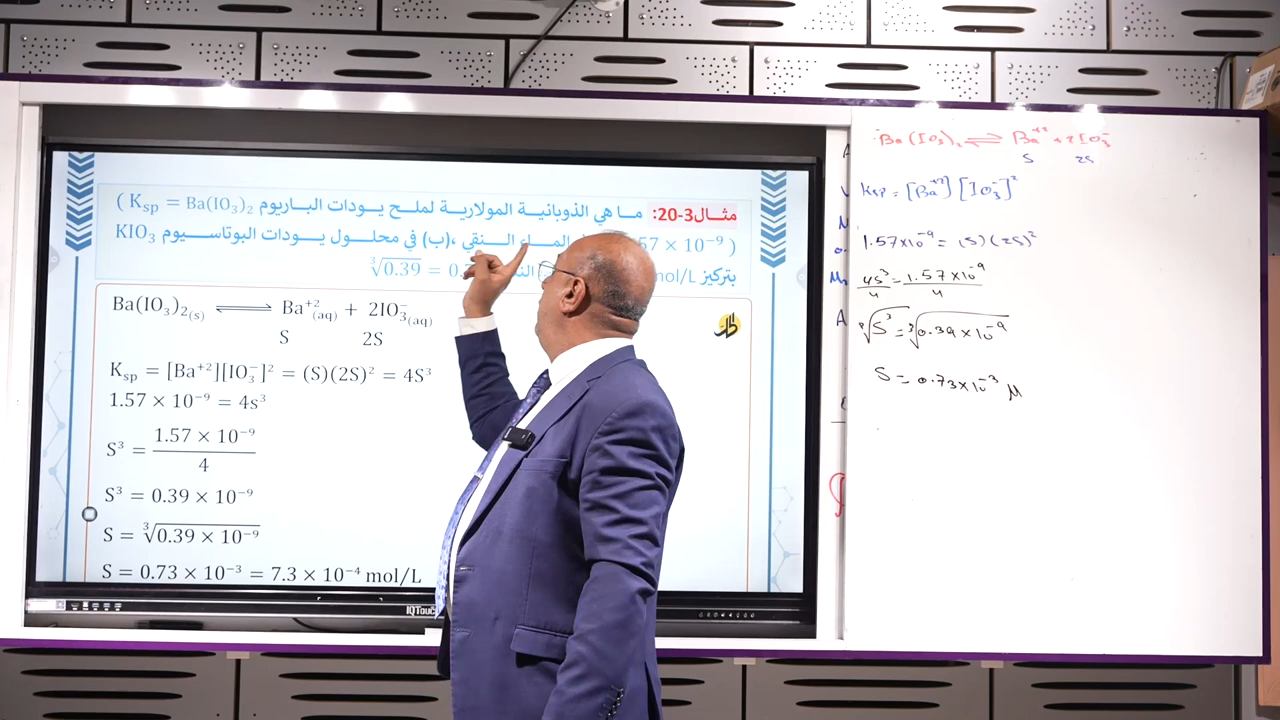 مثال3-20: ما هي الذوبانية المولارية لملح يودات الباريوم Ksp = Ba(IO3)2 )
57 × 10⁻⁹ ) الماء النقي ،(ب) في محلول يودات البوتاسيوم KIO3
بتركيز mol/L ∛0.39 = 0.
Ba(IO₃)₂(s) ⇌ Ba⁺²(aq) + 2IO₃⁻(aq)
S 2S
Ksp = [Ba⁺²][IO₃⁻]² = (S)(2S)² = 4S³
1.57 × 10⁻⁹ = 4s³
S³ = 1.57 × 10⁻⁹ / 4
S³ = 0.39 × 10⁻⁹
S = ∛0.39 × 10⁻⁹
S = 0.73 × 10⁻³ = 7.3 × 10⁻⁴ mol/L
IQTouc
Ba(IO₃)₂ ⇌ Ba⁺² + 2IO₃⁻
S 2S
Ksp = [Ba⁺²][IO₃⁻]²
1.57×10⁻⁹ = (S)(2S)²
4S³/4 = 1.57×10⁻⁹/4
∛S³ = ∛0.39×10⁻⁹
S = 0.73×10⁻³ M